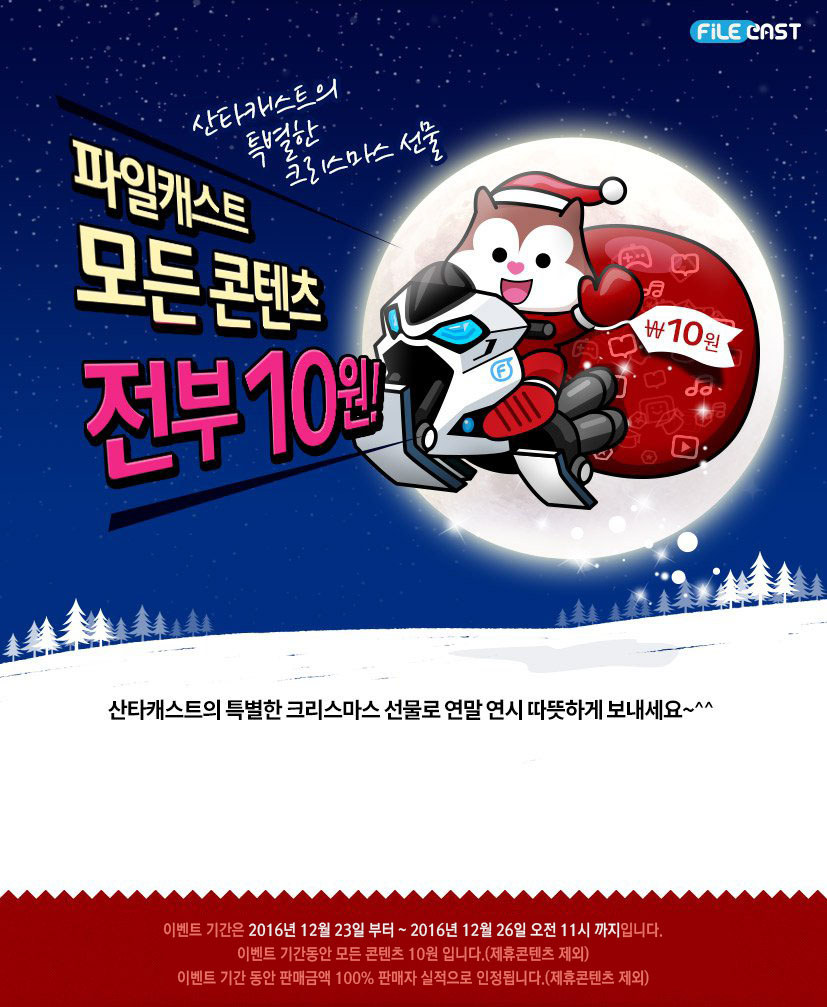 FiLECAST
산타캐스트의
특별한
크리스마스 선물
파일캐스트
모든 콘텐츠
전부 10원!
₩10원
F
산타캐스트의 특별한 크리스마스 선물로 연말 연시 따뜻하게 보내세요~^^
이벤트 기간은 2016년 12월 23일 부터 ~ 2016년 12월 26일 오전 11시 까지입니다.
이벤트 기간동안 모든 콘텐츠 10원 입니다.(제휴콘텐츠 제외)
이벤트 기간 동안 판매금액 100% 판매자 실적으로 인정됩니다.(제휴콘텐츠 제외)